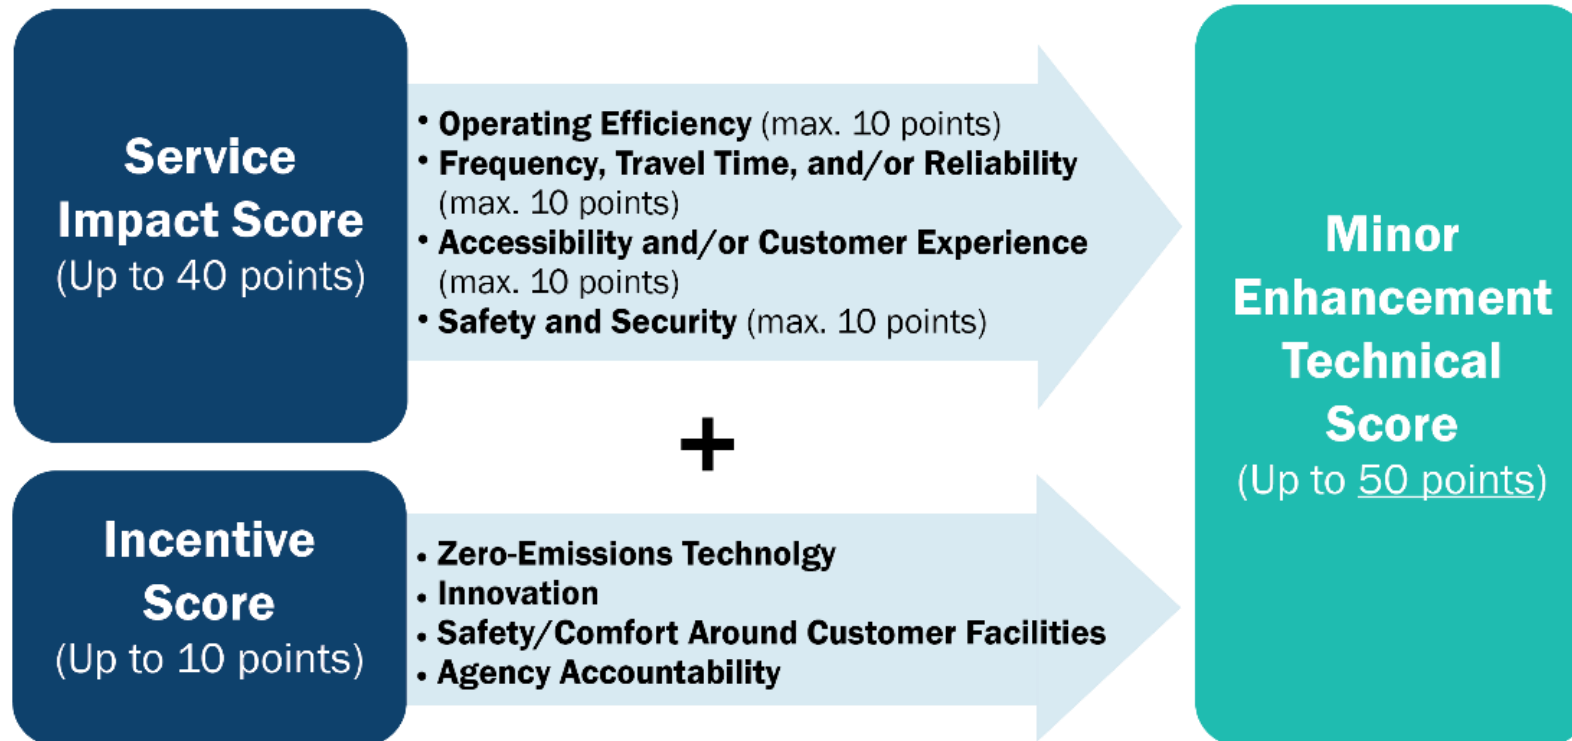 Service
Impact Score
(Up to 40 points)
• Operating Efficiency (max. 10 points)
• Frequency, Travel Time, and/or Reliability
(max. 10 points)
• Accessibility and/or Customer Experience
(max. 10 points)
• Safety and Security (max. 10 points)
+
Incentive
Score
(Up to 10 points)
• Zero-Emissions Technolgy
• Innovation
• Safety/Comfort Around Customer Facilities
• Agency Accountability
Minor
Enhancement
Technical
Score
(Up to 50 points)